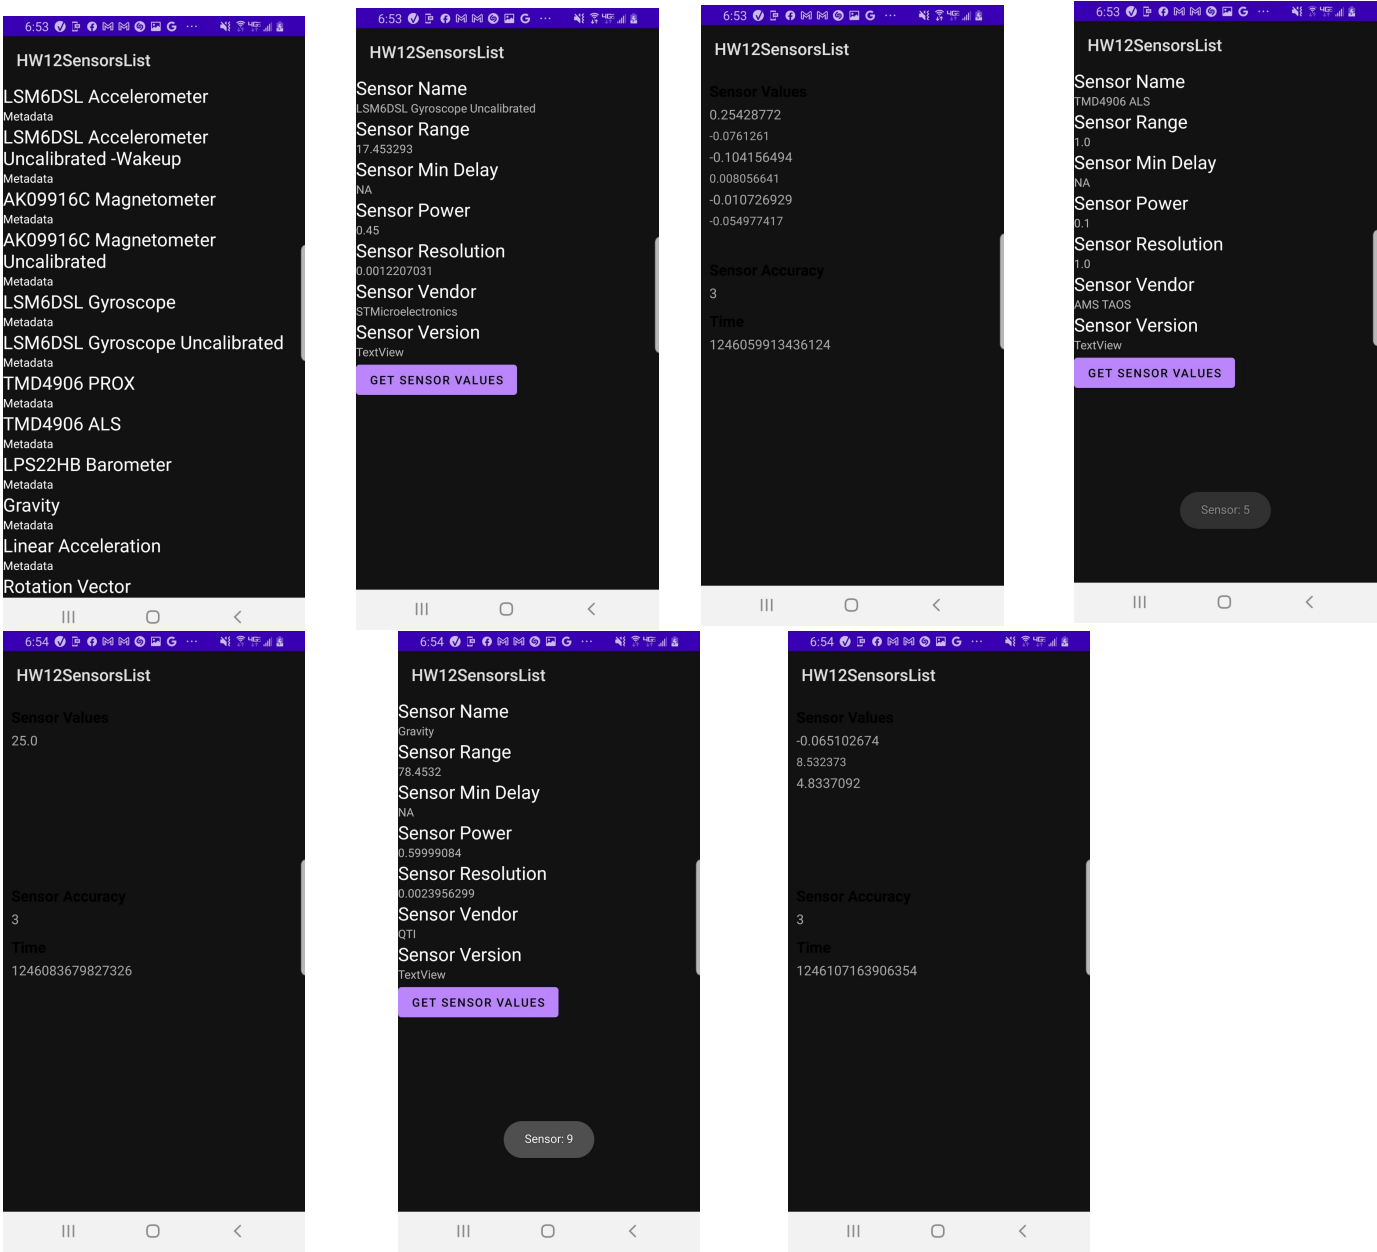 6:53
HW12SensorsList
LSM6DSL Accelerometer
Metadata
LSM6DSL Accelerometer
Uncalibrated -Wakeup
Metadata
AK09916C Magnetometer
Metadata
AK09916C Magnetometer
Uncalibrated
Metadata
LSM6DSL Gyroscope
Metadata
LSM6DSL Gyroscope Uncalibrated
Metadata
TMD4906 PROX
Metadata
TMD4906 ALS
Metadata
LPS22HB Barometer
Metadata
Gravity
Metadata
Linear Acceleration
Metadata
Rotation Vector
6:53
HW12SensorsList
Sensor Name
LSM6DSL Gyroscope Uncalibrated
Sensor Range
17.453293
Sensor Min Delay
NA
Sensor Power
0.45
Sensor Resolution
0.0012207031
Sensor Vendor
STMicroelectronics
Sensor Version
TextView
GET SENSOR VALUES
6:53
HW12SensorsList
Sensor Values
0.25428772
-0.0761261
-0.104156494
0.008056641
-0.010726929
-0.054977417
Sensor Accuracy
3
Time
1246059913436124
6:53
HW12SensorsList
Sensor Name
TMD4906 ALS
Sensor Range
1.0
Sensor Min Delay
NA
Sensor Power
0.1
Sensor Resolution
1.0
Sensor Vendor
AMS TAOS
Sensor Version
TextView
GET SENSOR VALUES
Sensor: 5
6:54
HW12SensorsList
Sensor Values
25.0
Sensor Accuracy
3
Time
1246083679827326
6:54
HW12SensorsList
Sensor Name
Gravity
Sensor Range
78.4532
Sensor Min Delay
NA
Sensor Power
0.59999084
Sensor Resolution
0.0023956299
Sensor Vendor
QTI
Sensor Version
TextView
GET SENSOR VALUES
Sensor: 9
6:54
HW12SensorsList
Sensor Values
-0.065102674
8.532373
4.8337092
Sensor Accuracy
3
Time
1246107163906354